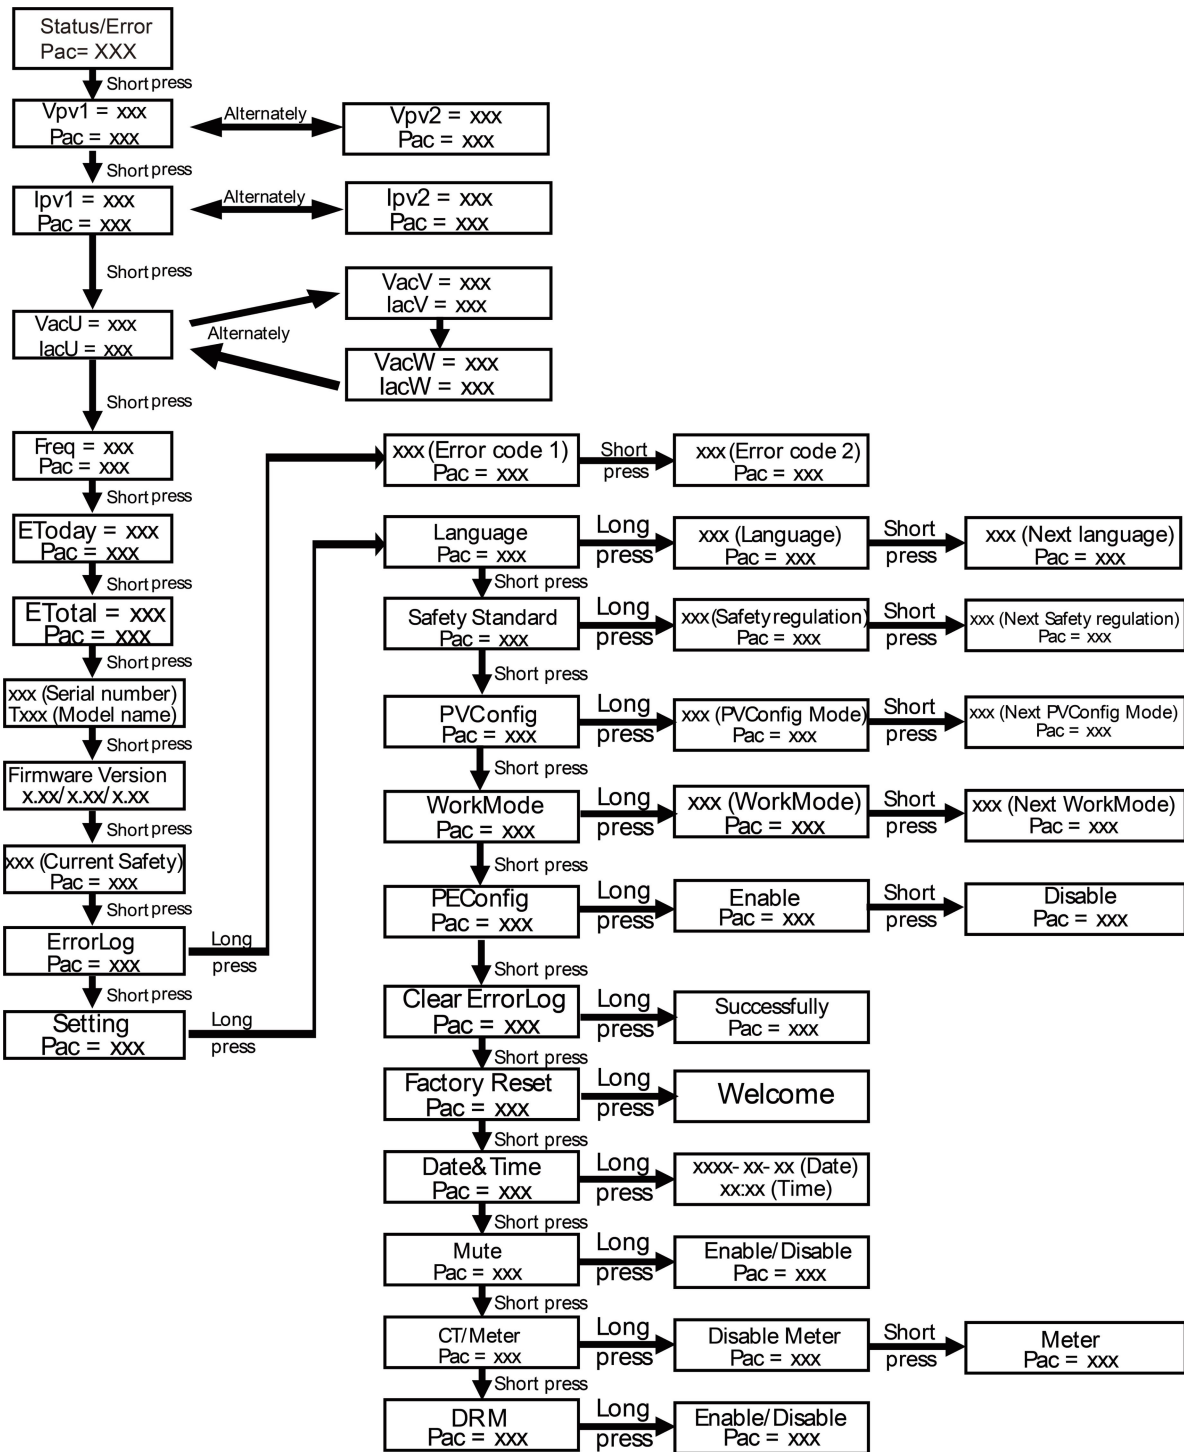 Status/Error
Pac= XXX
Short press
Vpv1 = xxx
Pac = xxx
Alternately
Vpv2 = xxx
Pac = xxx
Short press
Ipv1 = xxx
Pac = xxx
Alternately
Ipv2 = xxx
Pac = xxx
Short press
VacU = xxx
IacU = xxx
Alternately
VacV = xxx
IacV = xxx
VacW = xxx
IacW = xxx
Short press
Freq = xxx
Pac = xxx
Short press
EToday = xxx
Pac = xxx
Short press
ETotal = xxx
Pac = xxx
Short press
xxx (Serial number)
Txxx (Model name)
Short press
Firmware Version
x.xx/x.xx/x.xx
Short press
xxx (Current Safety)
Pac = xxx
Short press
ErrorLog
Pac = xxx
Long
press
Short press
Setting
Pac = xxx
Long
press
xxx (Error code 1)
Pac = xxx
Short
press
xxx (Error code 2)
Pac = xxx
Language
Pac = xxx
Long
press
xxx (Language)
Pac = xxx
Short
press
xxx (Next language)
Pac = xxx
Short press
Safety Standard
Pac = xxx
Long
press
xxx (Safety regulation)
Pac = xxx
Short
press
xxx (Next Safety regulation)
Pac = xxx
Short press
PVConfig
Pac = xxx
Long
press
xxx (PVConfig Mode)
Pac = xxx
Short
press
xxx (Next PVConfig Mode)
Pac = xxx
Short press
WorkMode
Pac = xxx
Long
press
xxx (WorkMode)
Pac = xxx
Short
press
xxx (Next WorkMode)
Pac = xxx
Short press
PEConfig
Pac = xxx
Long
press
Enable
Pac = xxx
Short
press
Disable
Pac = xxx
Short press
Clear ErrorLog
Pac = xxx
Long
press
Successfully
Pac = xxx
Short press
Factory Reset
Pac = xxx
Long
press
Welcome
Short press
Date&Time
Pac = xxx
Long
press
xxxx-xx-xx (Date)
xx:xx (Time)
Short press
Mute
Pac = xxx
Long
press
Enable/Disable
Pac = xxx
Short press
CT/Meter
Pac = xxx
Long
press
Disable Meter
Pac = xxx
Short
press
Meter
Pac = xxx
Short press
DRM
Pac = xxx
Long
press
Enable/Disable
Pac = xxx